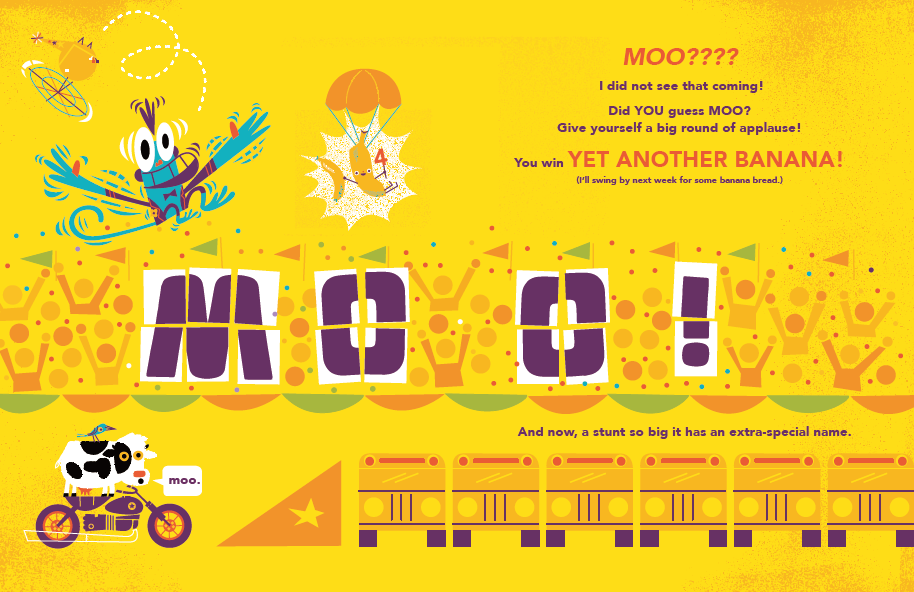 MOO????
I did not see that coming!
Did YOU guess MOO?
Give yourself a big round of applause!
You win YET ANOTHER BANANA!
(I'll swing by next week for some banana bread.)
4
MOO!
And now, a stunt so big it has an extra-special name.
moo.